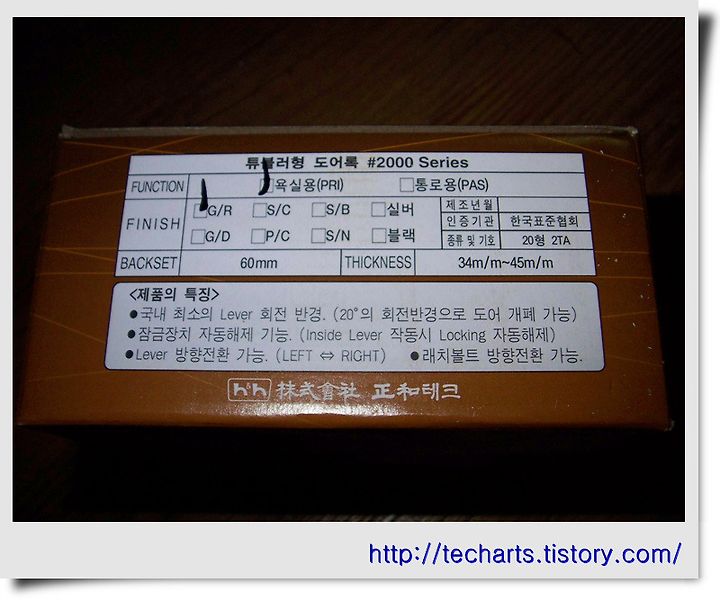 튜블러형 도어록 #2000 Series
FUNCTION □욕실용(PRI) □통로용(PAS)
FINISH □G/R □S/C □S/B □실버 제조년월
□G/D □P/C □S/N □블랙 인증기관 한국표준협회
종류 및 기호 20형 2TA
BACKSET 60mm THICKNESS 34m/m~45m/m
<제품의 특징>
●국내 최소의 Lever 회전 반경. (20°의 회전반경으로 도어 개폐 가능)
●잠금장치 자동해제 기능. (Inside Lever 작동시 Locking 자동해제)
●Lever 방향전환 가능. (LEFT ⇔ RIGHT) ●래치볼트 방향전환 가능.
h&h 株式會社 正和테크
http://techarts.tistory.com/